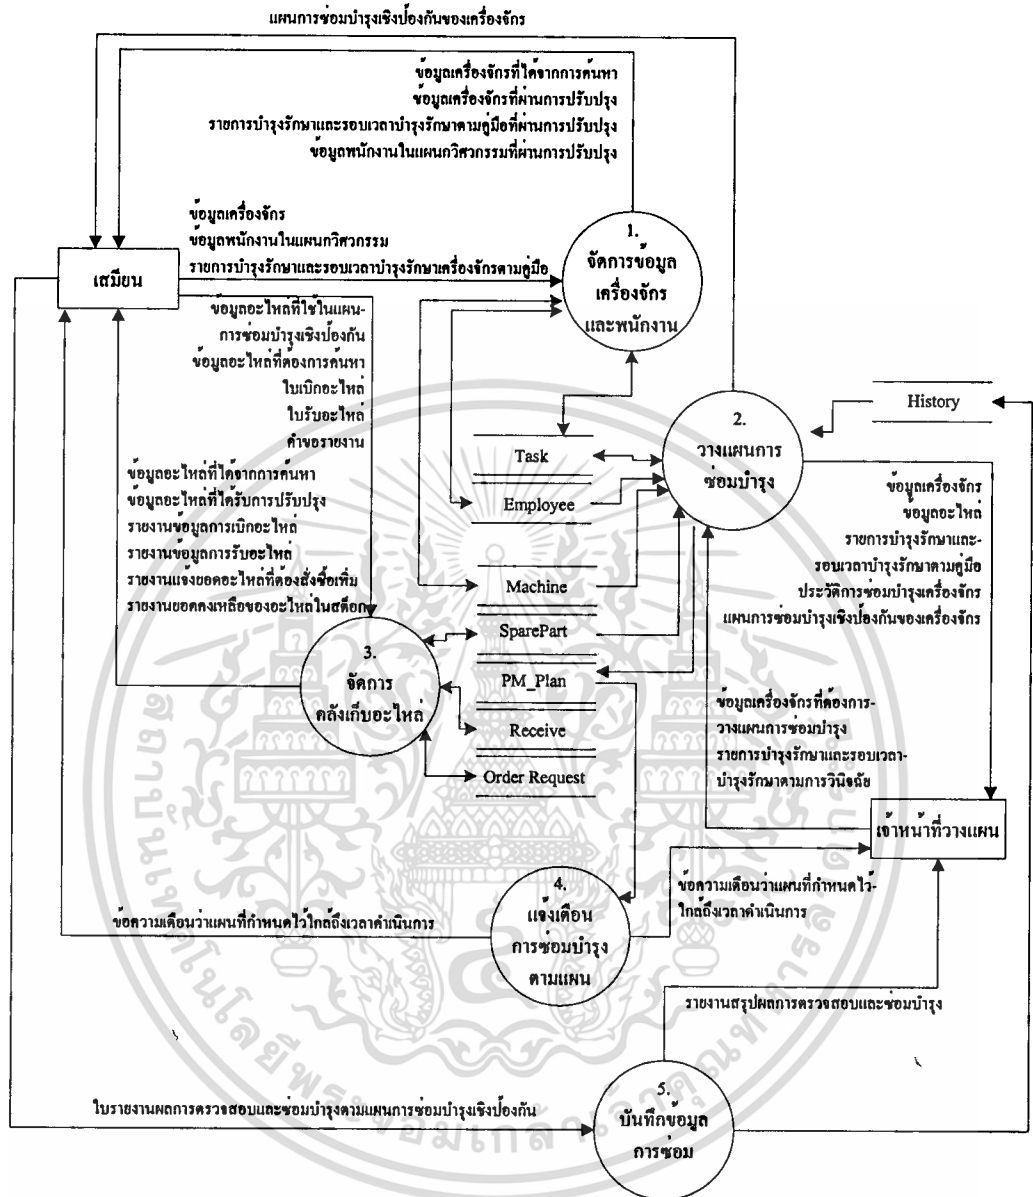 แผนการซ่อมบำรุงเชิงป้องกันของเครื่องจักร
ข้อมูลเครื่องจักรที่ได้จากการค้นหา
ข้อมูลเครื่องจักรที่ผ่านการปรับปรุง
รายการบำรุงรักษาและรอบเวลาบำรุงรักษาตามคู่มือที่ผ่านการปรับปรุง
ข้อมูลพนักงานในแผนกวิศวกรรมที่ผ่านการปรับปรุง
ข้อมูลเครื่องจักร
ข้อมูลพนักงานในแผนกวิศวกรรม
รายการบำรุงรักษาและรอบเวลาบำรุงรักษาเครื่องจักรตามคู่มือ
เสมียน
1.
จัดการข้อมูล
เครื่องจักร
และพนักงาน
ข้อมูลอะไหล่ที่ใช้ในแผน-
การซ่อมบำรุงเชิงป้องกัน
ข้อมูลอะไหล่ที่ต้องการค้นหา
ใบเบิกอะไหล่
ใบรับอะไหล่
คำขอรายงาน
2.
วางแผนการ
ซ่อมบำรุง
History
Task
Employee
Machine
SparePart
PM_Plan
Receive
Order Request
ข้อมูลอะไหล่ที่ได้จากการค้นหา
ข้อมูลอะไหล่ที่ได้รับการปรับปรุง
รายงานข้อมูลการเบิกอะไหล่
รายงานข้อมูลการรับอะไหล่
รายงานแจ้งยอดอะไหล่ที่ต้องสั่งซื้อเพิ่ม
รายงานยอดคงเหลือของอะไหล่ในสต็อก
ข้อมูลเครื่องจักร
ข้อมูลอะไหล่
รายการบำรุงรักษาและ-
รอบเวลาบำรุงรักษาตามคู่มือ
ประวัติการซ่อมบำรุงเครื่องจักร
แผนการซ่อมบำรุงเชิงป้องกันของเครื่องจักร
3.
จัดการ
คลังเก็บอะไหล่
ข้อมูลเครื่องจักรที่ต้องการ-
วางแผนการซ่อมบำรุง
รายการบำรุงรักษาและรอบเวลา-
บำรุงรักษาตามการวินิจฉัย
เจ้าหน้าที่วางแผน
4.
แจ้งเตือน
การซ่อมบำรุง
ตามแผน
ข้อความเตือนว่าแผนที่กำหนดไว้ใกล้ถึงเวลาดำเนินการ
ข้อความเตือนว่าแผนที่กำหนดไว้-
ใกล้ถึงเวลาดำเนินการ
รายงานสรุปผลการตรวจสอบและซ่อมบำรุง
ใบรายงานผลการตรวจสอบและซ่อมบำรุงตามแผนการซ่อมบำรุงเชิงป้องกัน
5.
บันทึกข้อมูล
การซ่อม
สถาบันเทคโนโลยีพระจอมเกล้าเจ้าคุณทหารลาดกระบัง